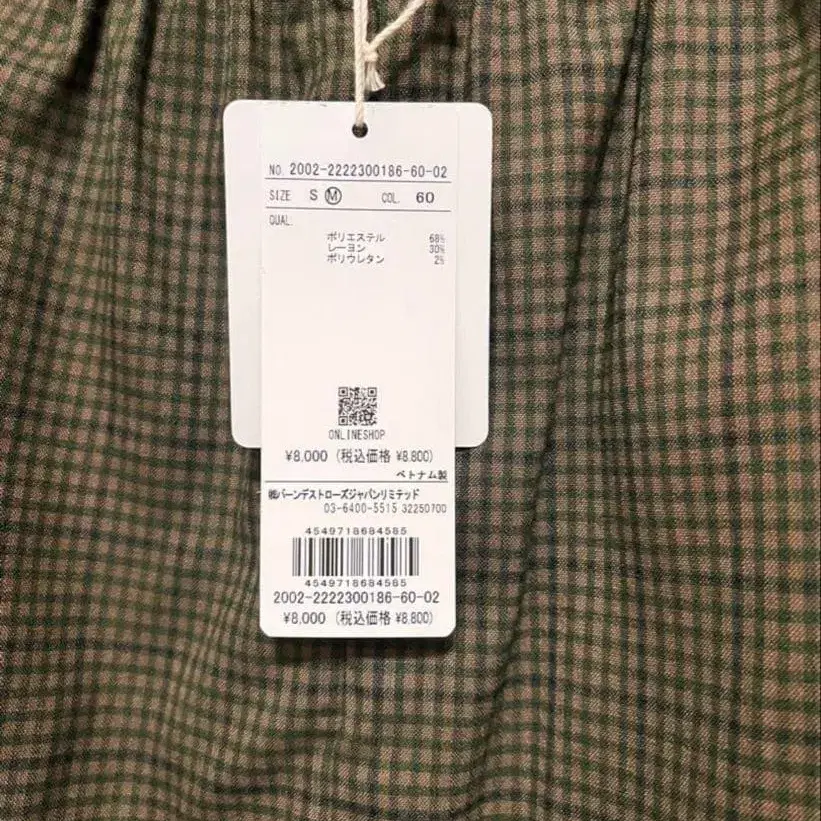 NO. 2002-2222300186-60-02
SIZE S Ⓜ COL. 60
QUAL.
ポリエステル 68%
レーヨン 30%
ポリウレタン 2%
ONLINESHOP
¥8,000 (税込価格 ¥8,800)
ベトナム製
㈱バーンデストローズジャパンリミテッド
03-6400-5515 32250700
4549718684585
4549718684585
2002-2222300186-60-02
¥8,000 (税込価格 ¥8,800)